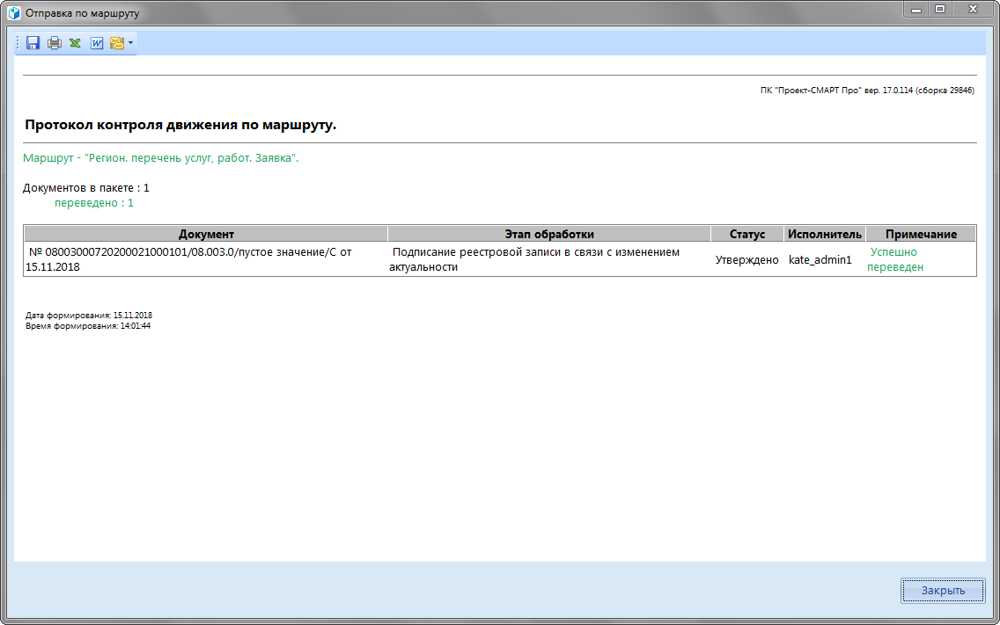 Отправка по маршруту
ПК "Проект-СМАРТ Про" вер. 17.0.114 (сборка 29846)
Протокол контроля движения по маршруту.
Маршрут - "Регион. перечень услуг, работ. Заявка".
Документов в пакете : 1
переведено : 1
Документ Этап обработки Статус Исполнитель Примечание
№ 08003000720200021000101/08.003.0/пустое значение/С от 15.11.2018 Подписание реестровой записи в связи с изменением актуальности Утверждено kate_admin1 Успешно переведен
Дата формирования: 15.11.2018
Время формирования: 14:01:44
Закрыть